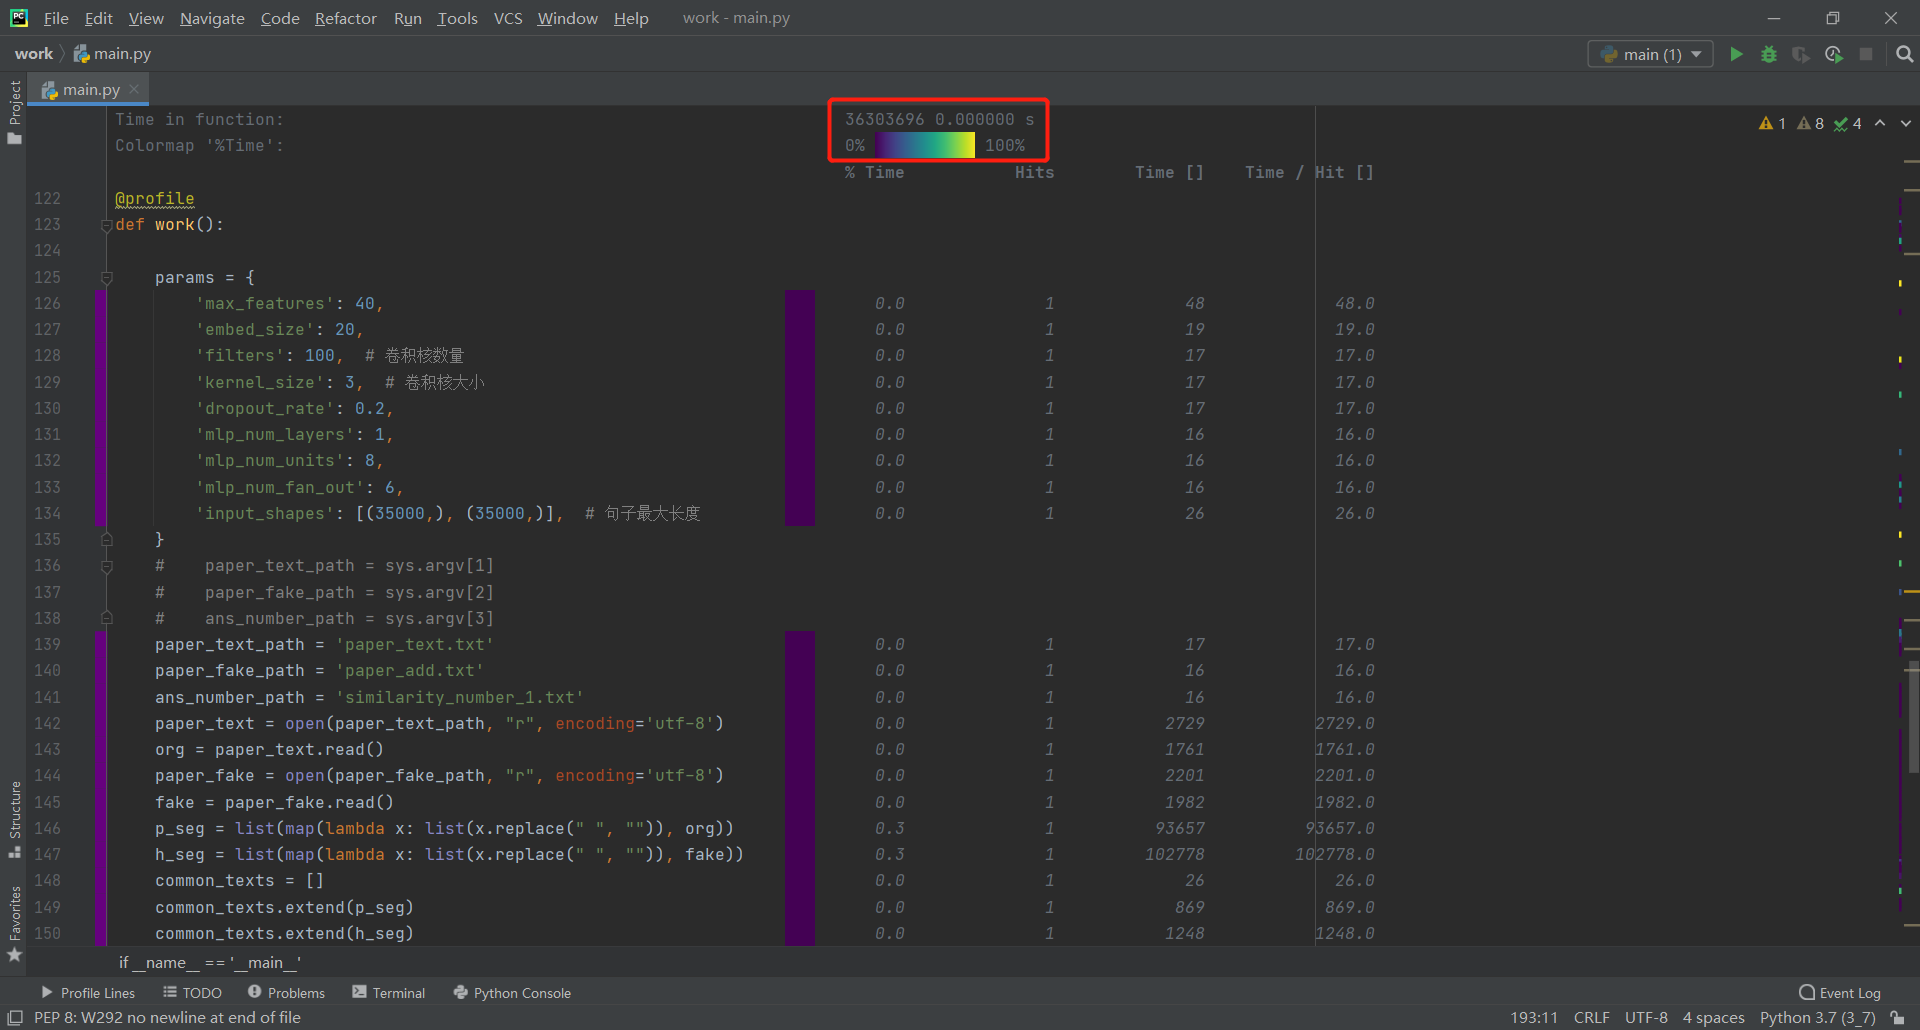 File Edit View Navigate Code Refactor Run Tools VCS Window Help work - main.py
work main.py main (1)
Project
main.py
Time in function: 36303696 0.000000 s
Colormap '%Time': 0% 100%
1 8 4
% Time Hits Time [] Time / Hit []
122 @profile
123 def work():
124
125 params = {
126 'max_features': 40, 0.0 1 48 48.0
127 'embed_size': 20, 0.0 1 19 19.0
128 'filters': 100, # 卷积核数量 0.0 1 17 17.0
129 'kernel_size': 3, # 卷积核大小 0.0 1 17 17.0
130 'dropout_rate': 0.2, 0.0 1 17 17.0
131 'mlp_num_layers': 1, 0.0 1 16 16.0
132 'mlp_num_units': 8, 0.0 1 16 16.0
133 'mlp_num_fan_out': 6, 0.0 1 16 16.0
134 'input_shapes': [(35000,), (35000,)], # 句子最大长度 0.0 1 26 26.0
135 }
136 # paper_text_path = sys.argv[1]
137 # paper_fake_path = sys.argv[2]
138 # ans_number_path = sys.argv[3]
139 paper_text_path = 'paper_text.txt' 0.0 1 17 17.0
140 paper_fake_path = 'paper_add.txt' 0.0 1 16 16.0
141 ans_number_path = 'similarity_number_1.txt' 0.0 1 16 16.0
142 paper_text = open(paper_text_path, "r", encoding='utf-8') 0.0 1 2729 2729.0
143 org = paper_text.read() 0.0 1 1761 1761.0
144 paper_fake = open(paper_fake_path, "r", encoding='utf-8') 0.0 1 2201 2201.0
145 fake = paper_fake.read() 0.0 1 1982 1982.0
146 p_seg = list(map(lambda x: list(x.replace(" ", "")), org)) 0.3 1 93657 93657.0
147 h_seg = list(map(lambda x: list(x.replace(" ", "")), fake)) 0.3 1 102778 102778.0
148 common_texts = [] 0.0 1 26 26.0
149 common_texts.extend(p_seg) 0.0 1 869 869.0
150 common_texts.extend(h_seg) 0.0 1 1248 1248.0
Structure
Favorites
if __name__ == '__main__'
Profile Lines TODO Problems Terminal Python Console Event Log
PEP 8: W292 no newline at end of file 193:11 CRLF UTF-8 4 spaces Python 3.7 (3_7)